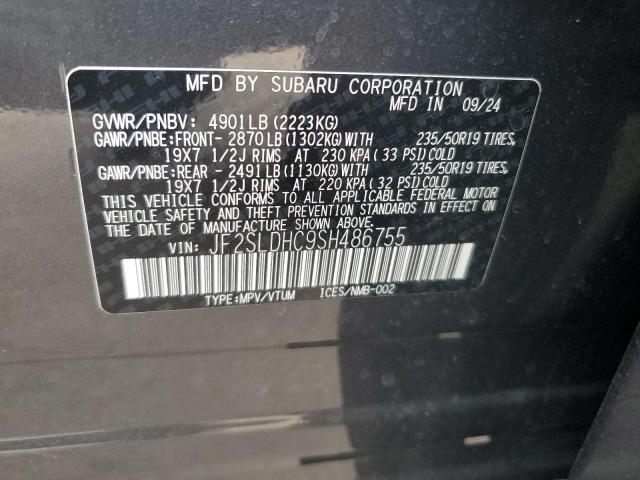 MFD BY SUBARU CORPORATION
MFD IN 09/24
GVWR/PNBV: 4901LB(2223KG)
GAWR/PNBE:FRONT- 2870LB(1302KG)WITH 235/50R19 TIRES,
19X7 1/2J RIMS AT 230 KPA(33 PSI)COLD
GAWR/PNBE:REAR - 2491LB(1130KG)WITH 235/50R19 TIRES,
19X7 1/2J RIMS AT 220 KPA(32 PSI)COLD
THIS VEHICLE CONFORMS TO ALL APPLICABLE FEDERAL MOTOR
VEHICLE SAFETY AND THEFT PREVENTION STANDARDS IN EFFECT ON
THE DATE OF MANUFACTURE SHOWN ABOVE.
VIN: JF2SLDHC9SH486755
TYPE:MPV/VTUM ICES/NMB-002